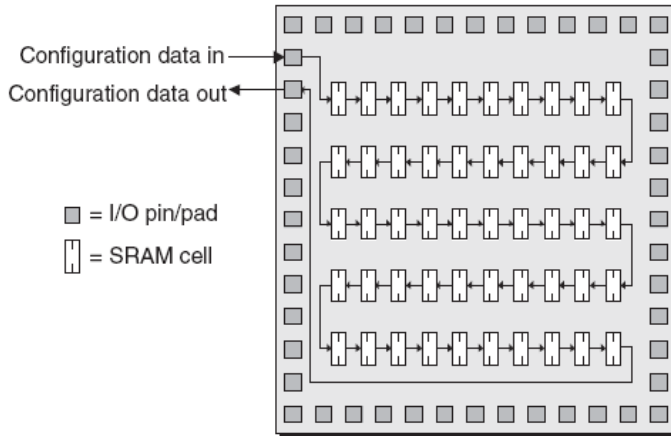 Configuration data in
Configuration data out
= I/O pin/pad
= SRAM cell